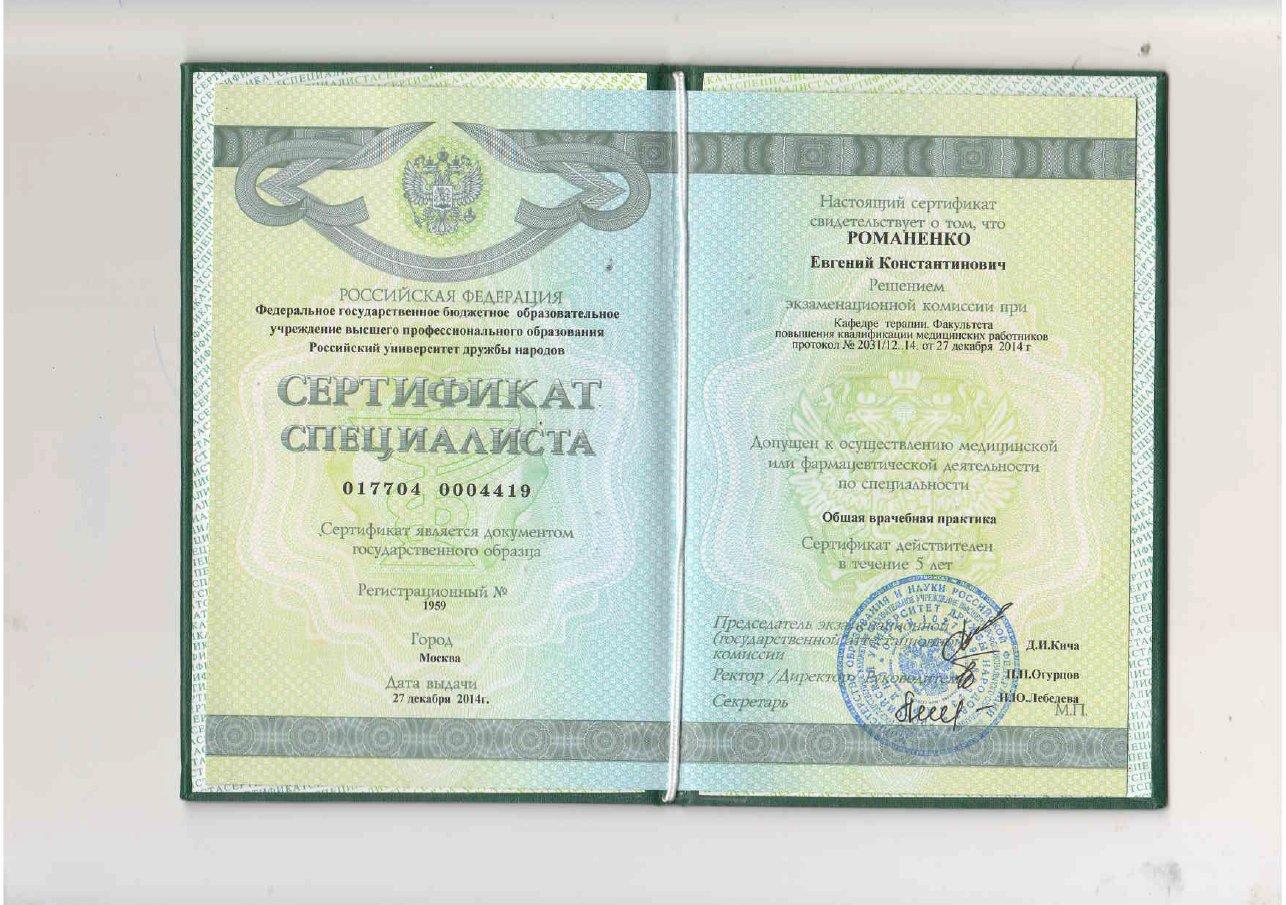 РОССИЙСКАЯ ФЕДЕРАЦИЯ
Федеральное государственное бюджетное образовательное
учреждение высшего профессионального образования
Российский университет дружбы народов
СЕРТИФИКАТ
СПЕЦИАЛИСТА
017704 0004419
Сертификат является документом
государственного образца
Регистрационный №
1959
Город
Москва
Дата выдачи
27 декабря 2014г.
Настоящий сертификат
свидетельствует о том, что
РОМАНЕНКО
Евгений Константинович
Решением
экзаменационной комиссии при
Кафедре терапии. Факультета
повышения квалификации медицинских работников
протокол № 2031/12. 14. от 27 декабря 2014 г
Допущен к осуществлению медицинской
или фармацевтической деятельности
по специальности
Общая врачебная практика
Сертификат действителен
в течение 5 лет
Председатель экзаменационной
(государственной аттестационной)
комиссии
Д.И.Кича
Ректор /Директор /Руководитель
П.П.Огурцов
Секретарь
Н.Ю.Лебедева
М.П.